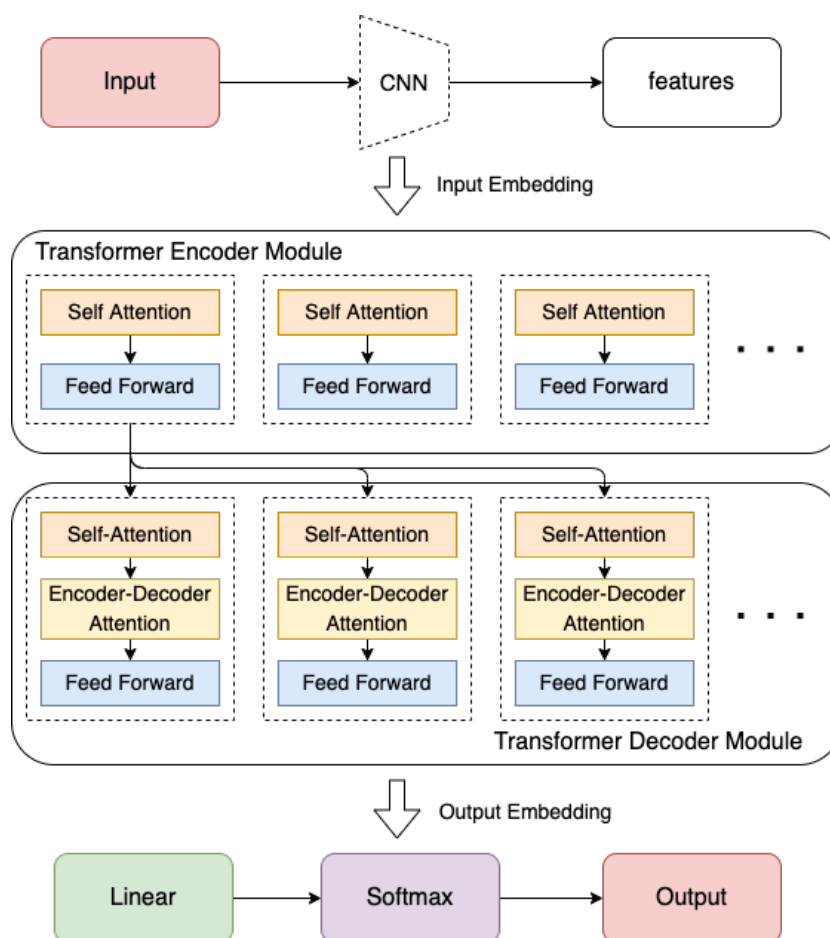 Input
CNN
features
Input Embedding
Transformer Encoder Module
Self Attention
Self Attention
Self Attention
Feed Forward
Feed Forward
Feed Forward
. . .
Self-Attention
Self-Attention
Self-Attention
Encoder-Decoder
Attention
Encoder-Decoder
Attention
Encoder-Decoder
Attention
. . .
Feed Forward
Feed Forward
Feed Forward
Transformer Decoder Module
Output Embedding
Linear
Softmax
Output